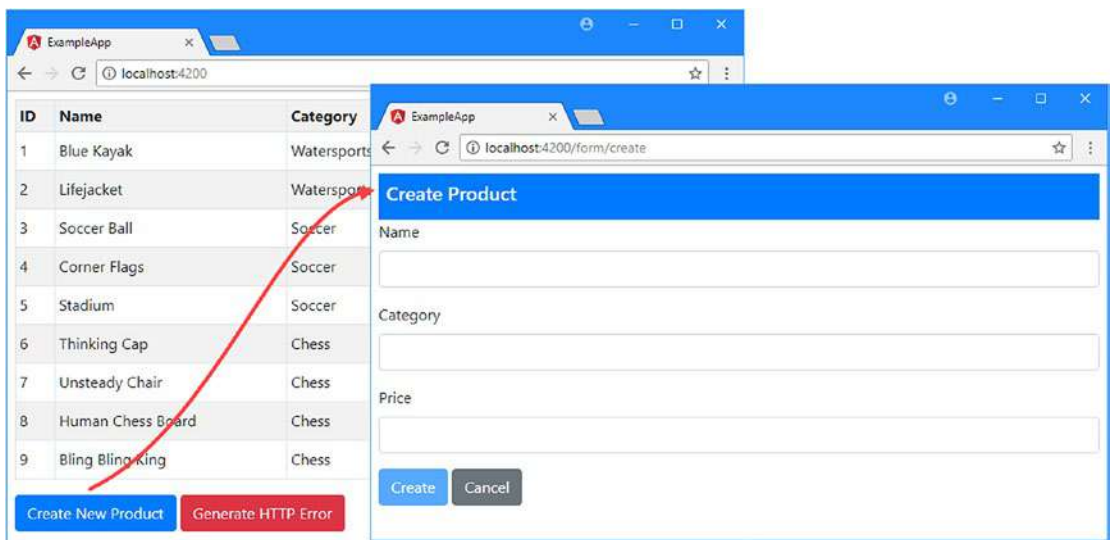 ExampleApp
localhost:4200
ID Name Category
1 Blue Kayak Watersports
2 Lifejacket Watersports
3 Soccer Ball Soccer
4 Corner Flags Soccer
5 Stadium Soccer
6 Thinking Cap Chess
7 Unsteady Chair Chess
8 Human Chess Board Chess
9 Bling Bling King Chess
Create New Product Generate HTTP Error
ExampleApp
localhost:4200/form/create
Create Product
Name
Category
Price
Create Cancel